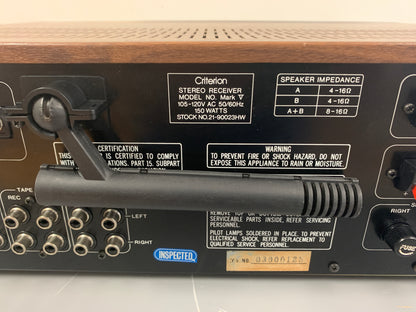 Criterion
STEREO RECEIVER
MODEL NO. Mark V
105-120V AC 50/60Hz
150 WATTS
STOCK NO.21-90023HW
SPEAKER IMPEDANCE
A 4-16Ω
B 4-16Ω
A+B 8-16Ω
CERTIFICATION
THIS
CERTIFIED TO COMPLY
PART 15. SUBPART
WARNING
TO PREVENT FIRE OR SHOCK HAZARD, DO NOT
EXPOSE THIS APPLIANCE TO RAIN OR MOISTURE.
TAPE
REC
LEFT
RIGHT
SERVICEABLE PARTS INSIDE. REFER SERVICING
PERSONNEL.
PILOT LAMPS SOLDERED IN PLACE. TO PREVENT
ELECTRICAL SHOCK, REFER REPLACEMENT TO
QUALIFIED SERVICE PERSONNEL.
INSPECTED
RIGHT